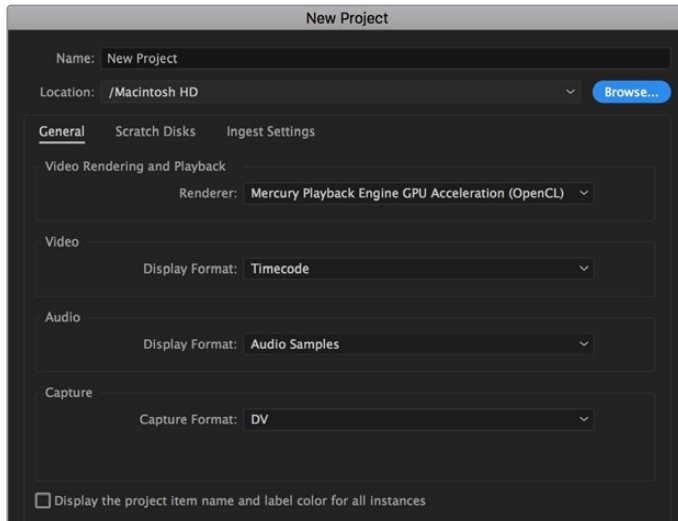 New Project
Name: New Project
Location: /Macintosh HD Browse...
General Scratch Disks Ingest Settings
Video Rendering and Playback
Renderer: Mercury Playback Engine GPU Acceleration (OpenCL)
Video
Display Format: Timecode
Audio
Display Format: Audio Samples
Capture
Capture Format: DV
Display the project item name and label color for all instances